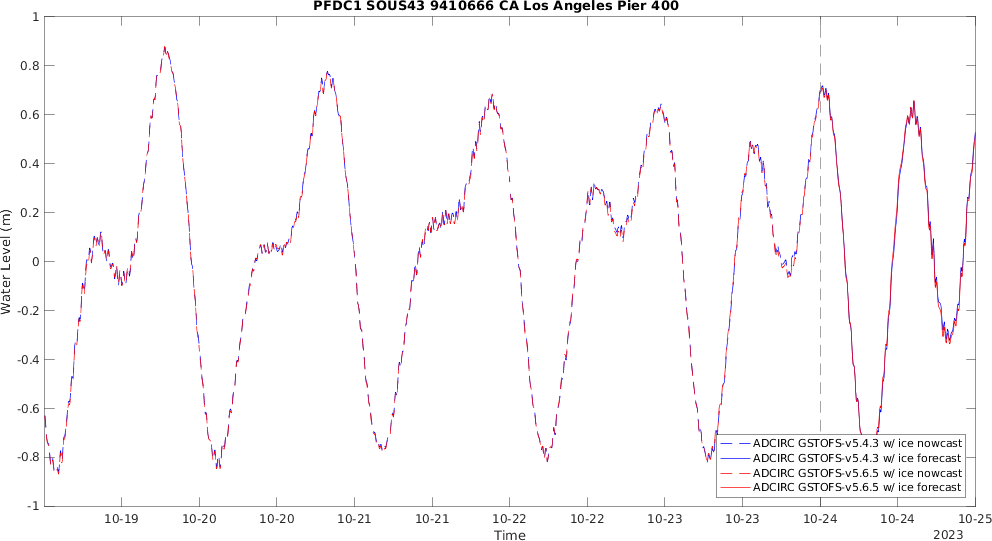 PFDC1 SOUS43 9410666 CA Los Angeles Pier 400
Water Level (m)
1
0.8
0.6
0.4
0.2
0
-0.2
-0.4
-0.6
-0.8
-1
ADCIRC GSTOFS-v5.4.3 w/ ice nowcast
ADCIRC GSTOFS-v5.4.3 w/ ice forecast
ADCIRC GSTOFS-v5.6.5 w/ ice nowcast
ADCIRC GSTOFS-v5.6.5 w/ ice forecast
10-19 10-20 10-20 10-21 10-21 10-22 10-22 10-23 10-23 10-24 10-24 10-25
Time
2023